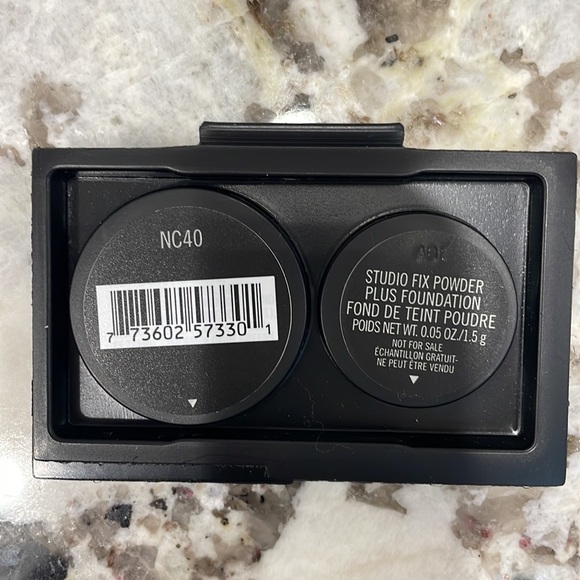 NC40
7 73602 57330 1
STUDIO FIX POWDER
PLUS FOUNDATION
FOND DE TEINT POUDRE
POIDS NET WT. 0.05 OZ./1.5 g
NOT FOR SALE
ÉCHANTILLON GRATUIT-
NE PEUT ÊTRE VENDU